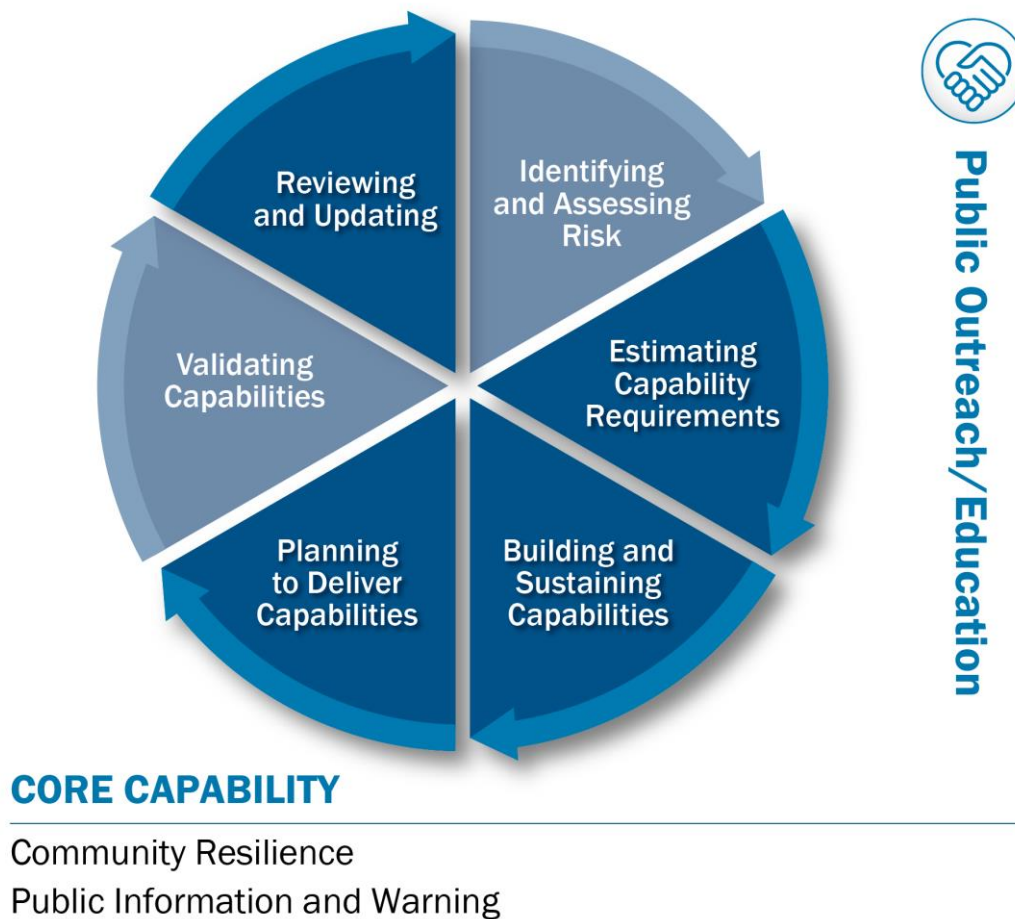 Reviewing
and Updating
Identifying
and Assessing
Risk
Estimating
Capability
Requirements
Building and
Sustaining
Capabilities
Planning
to Deliver
Capabilities
Validating
Capabilities
Public Outreach/Education
CORE CAPABILITY
Community Resilience
Public Information and Warning